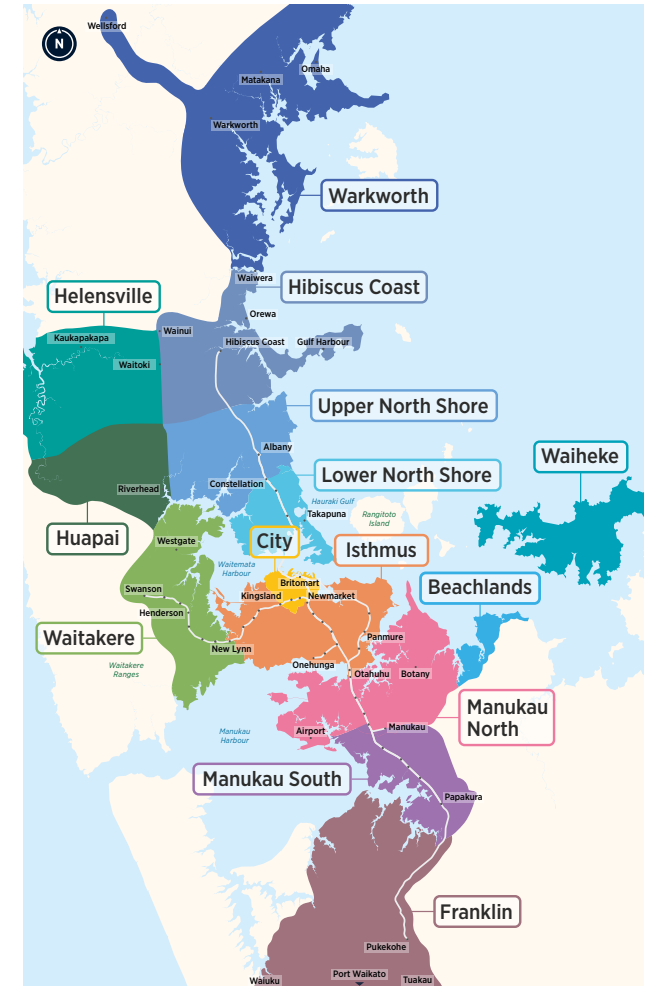 Wellsford
N
Omaha
Matakana
Warkworth
Warkworth
Waiwera
Hibiscus Coast
Helensville
Orewa
Wainui
Kaukapakapa
Hibiscus Coast
Gulf Harbour
Waitoki
Upper North Shore
Albany
Waiheke
Lower North Shore
Constellation
Riverhead
Hauraki Gulf
Takapuna
Rangitoto
Island
Huapai
Westgate
City
Isthmus
Waitemata
Harbour
Britomart
Beachlands
Swanson
Kingsland
Newmarket
Henderson
Waitakere
Panmure
New Lynn
Onehunga
Waitakere
Ranges
Otahuhu
Botany
Manukau
North
Manukau
Harbour
Airport
Manukau
Manukau South
Papakura
Franklin
Pukekohe
Port Waikato
Waiuku
Tuakau